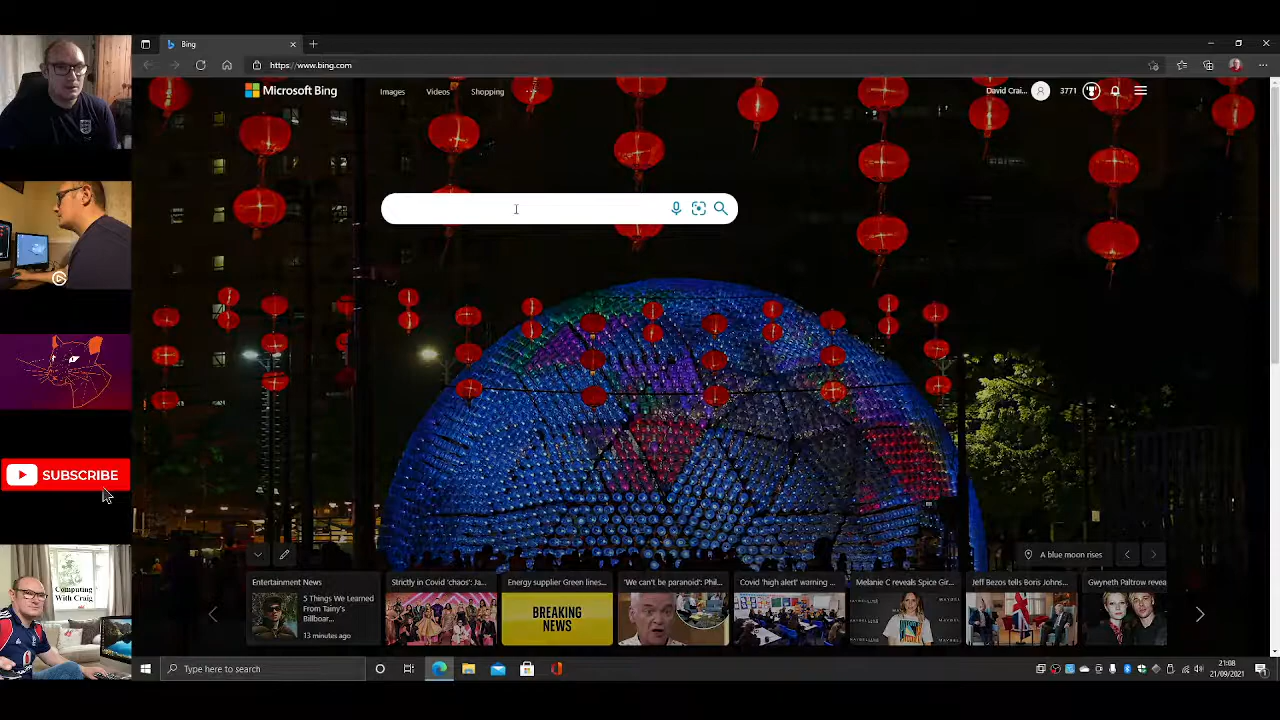 Bing
https://www.bing.com
Microsoft Bing
Images
Videos
Shopping
David Crai...
3771
SUBSCRIBE
Computing
With Craig
A blue moon rises
Entertainment News
5 Things We Learned
From Tainy's
Billboar...
13 minutes ago
Strictly in Covid 'chaos': Ja...
Energy supplier Green lines...
BREAKING
NEWS
'We can't be paranoid': Phil...
Covid 'high alert' warning ...
Melanie C reveals Spice Gir...
Jeff Bezos tells Boris Johns...
Gwyneth Paltrow revea
Type here to search
21:08
21/09/2021